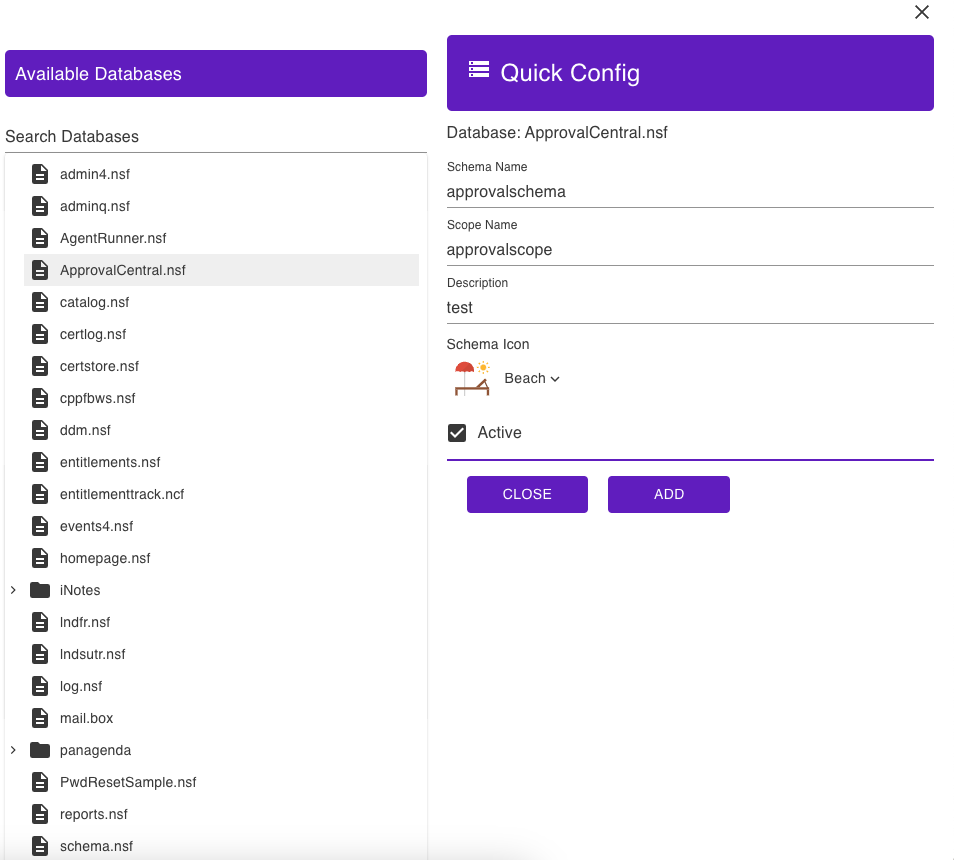 Available Databases
Search Databases
admin4.nsf
adminq.nsf
AgentRunner.nsf
ApprovalCentral.nsf
catalog.nsf
certlog.nsf
certstore.nsf
cppfbws.nsf
ddm.nsf
entitlements.nsf
entitlementtrack.ncf
events4.nsf
homepage.nsf
iNotes
lndfr.nsf
lndsutr.nsf
log.nsf
mail.box
panagenda
PwdResetSample.nsf
reports.nsf
schema.nsf
Quick Config
Database: ApprovalCentral.nsf
Schema Name
approvalschema
Scope Name
approvalscope
Description
test
Schema Icon
Beach
Active
CLOSE
ADD